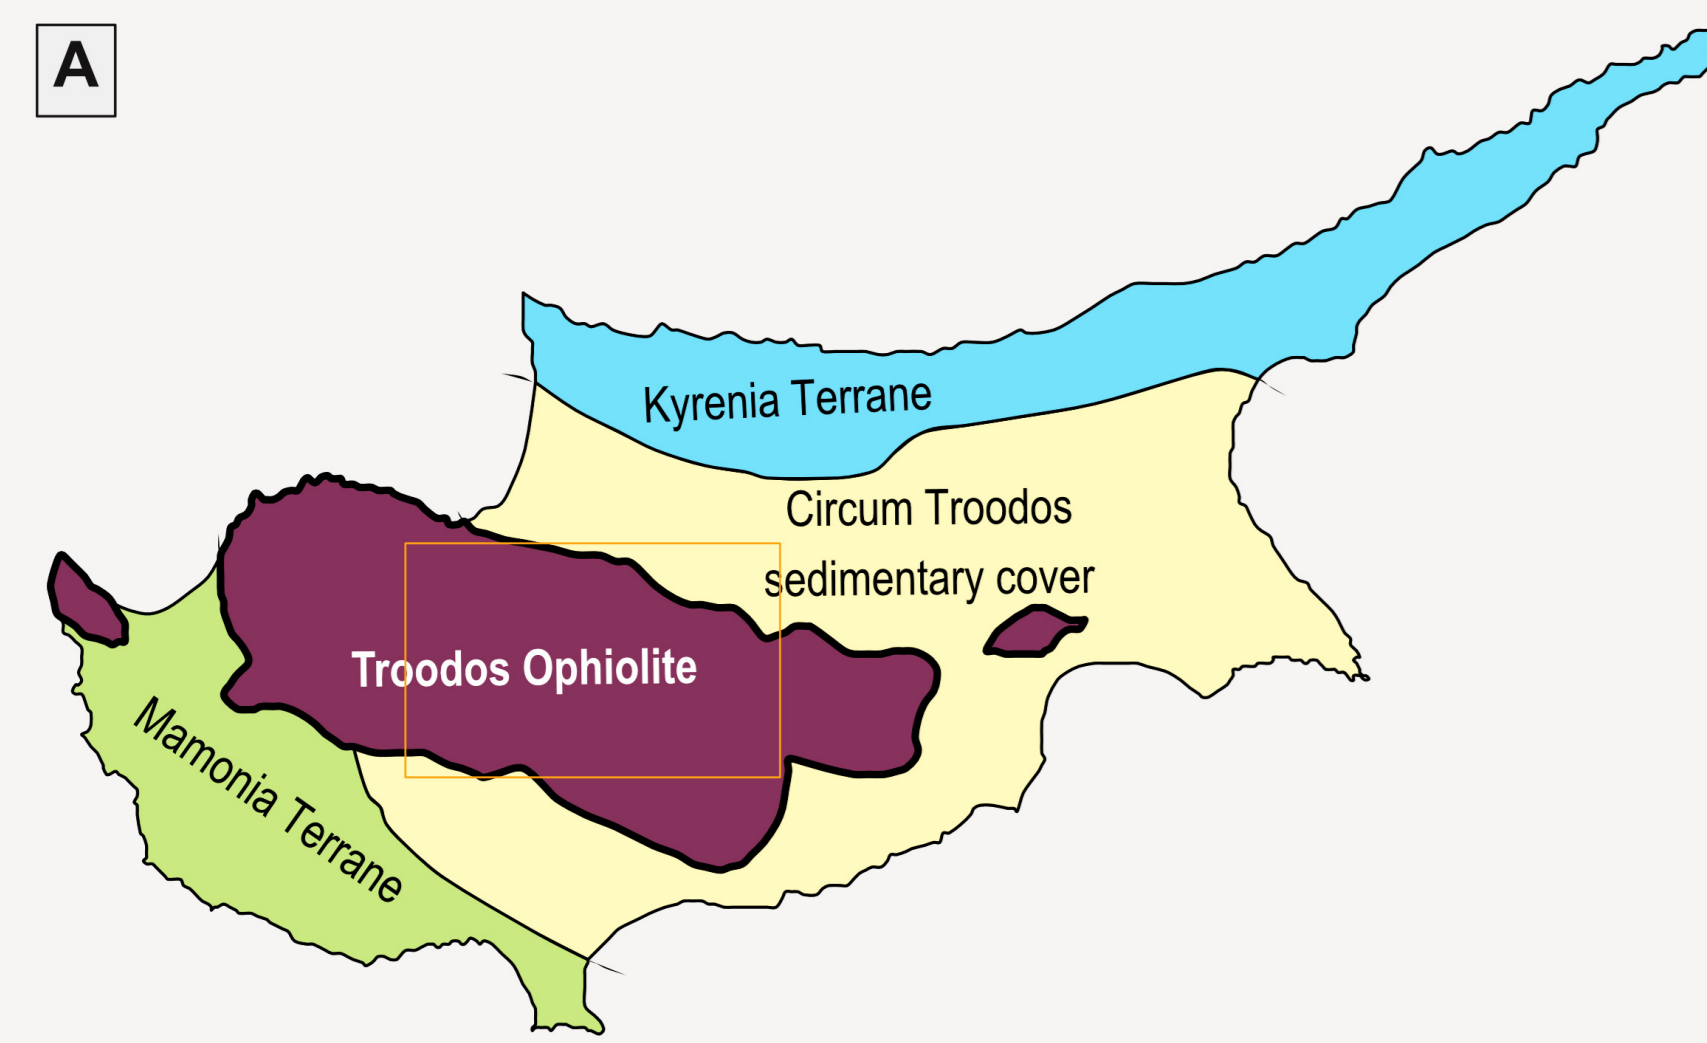 A
Kyrenia Terrane
Circum Troodos
sedimentary cover
Troodos Ophiolite
Mamonia Terrane